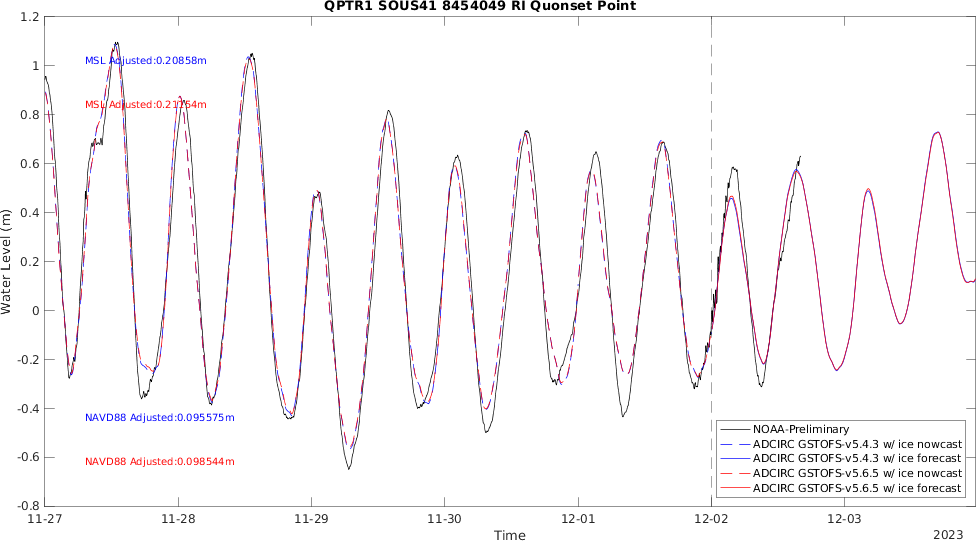 QPTR1 SOUS41 8454049 RI Quonset Point
1.2
1
0.8
0.6
0.4
0.2
0
-0.2
-0.4
-0.6
-0.8
Water Level (m)
MSL Adjusted:0.20858m
MSL Adjusted:
NAVD88 Adjusted:0.095575m
NAVD88 Adjusted:0.098544m
NOAA-Preliminary
ADCIRC GSTOFS-v5.4.3 w/ ice nowcast
ADCIRC GSTOFS-v5.4.3 w/ ice forecast
ADCIRC GSTOFS-v5.6.5 w/ ice nowcast
ADCIRC GSTOFS-v5.6.5 w/ ice forecast
11-27 11-28 11-29 11-30 12-01 12-02 12-03
Time
2023